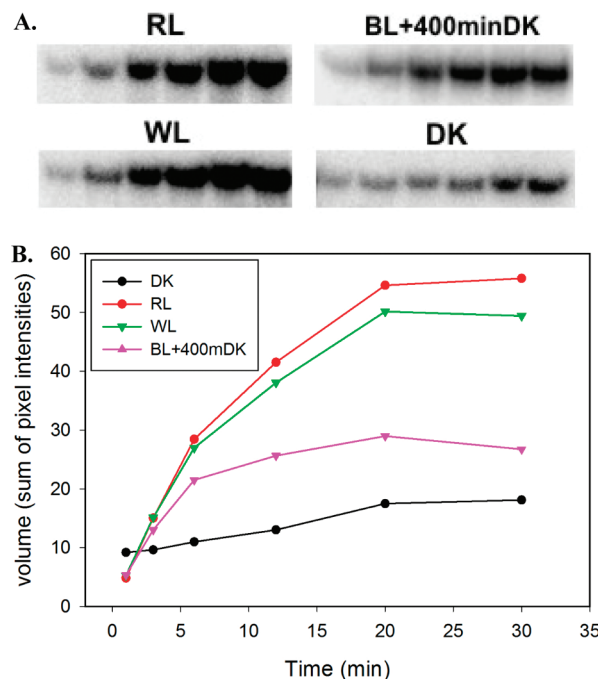 A.
RL
BL+400minDK
WL
DK
B.
60
50
40
30
20
10
0
volume (sum of pixel intensities)
DK
RL
WL
BL+400mDK
0 5 10 15 20 25 30 35
Time (min)